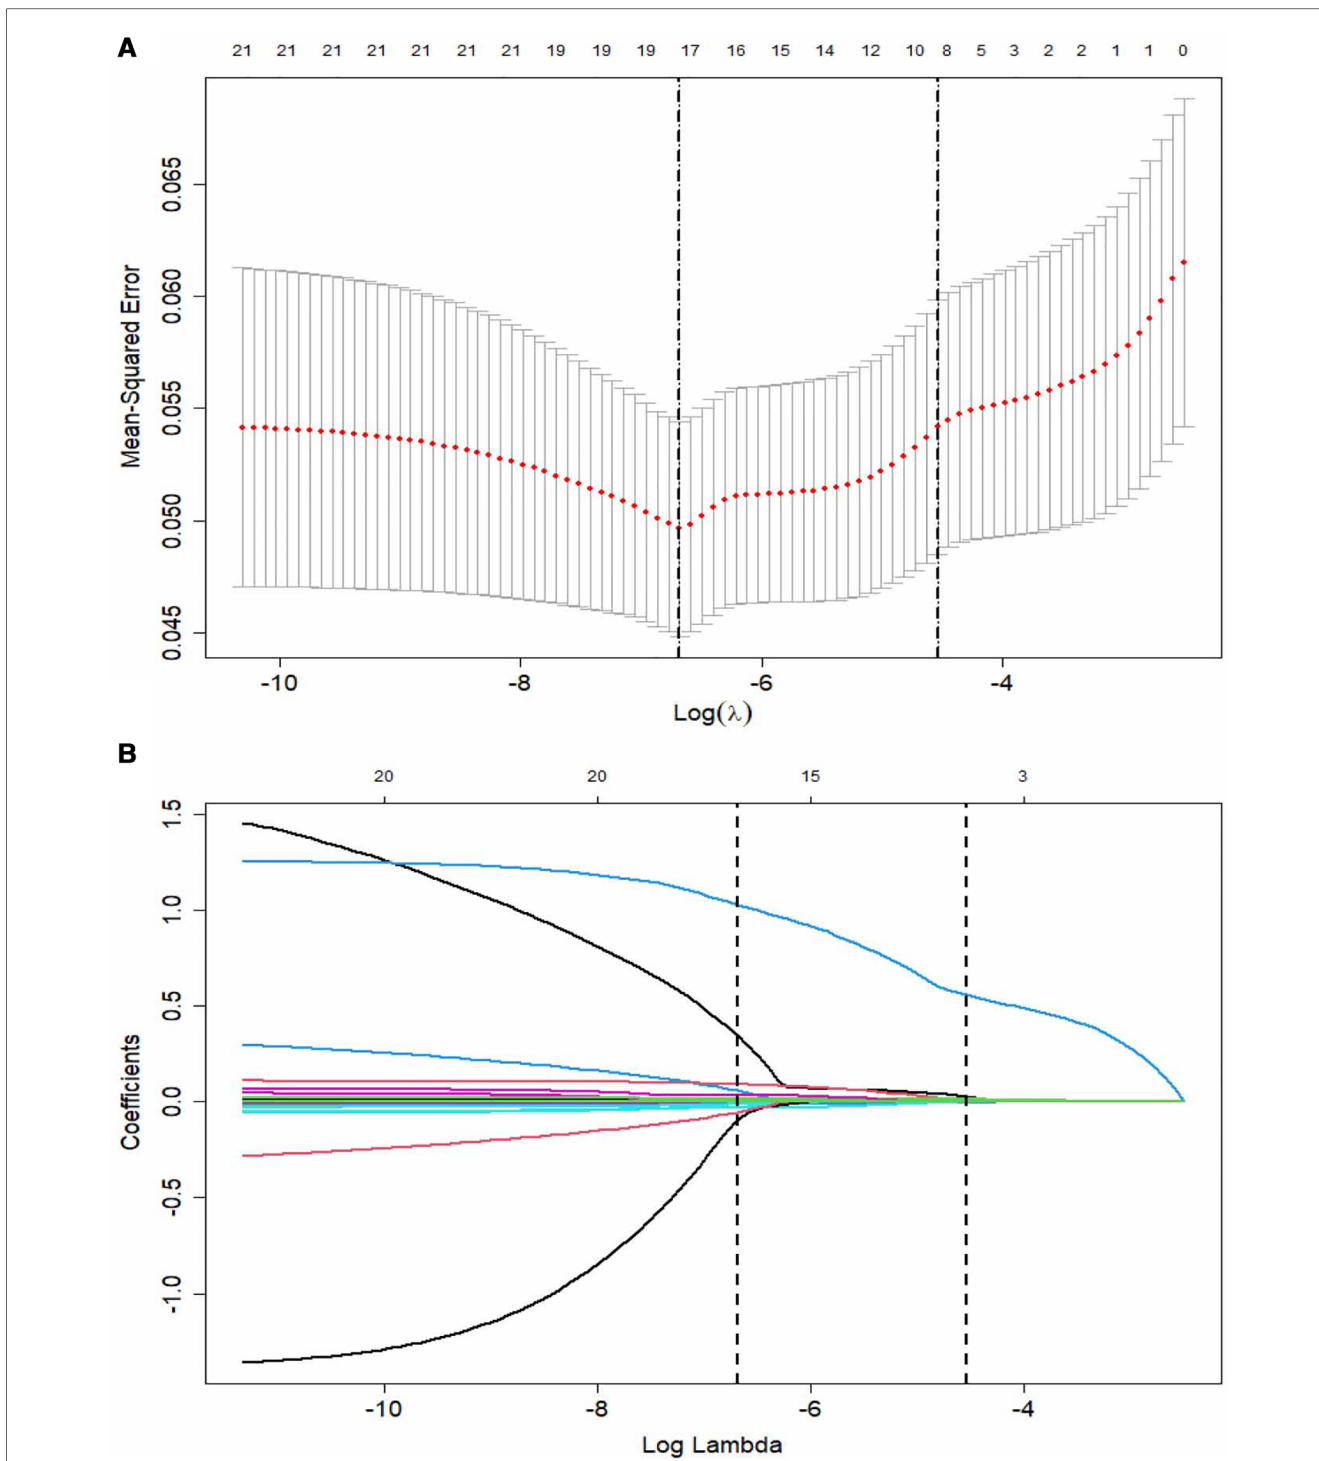 A
21 21 21 21 21 21 21 19 19 19 17 16 15 14 12 10 8 5 3 2 2 1 1 0
0.065
0.060
0.055
0.050
0.045
Mean-Squared Error
-10 -8 -6 -4
Log(λ)
B
20 20 15 3
1.5
1.0
0.5
0.0
-0.5
-1.0
Coefficients
-10 -8 -6 -4
Log Lambda